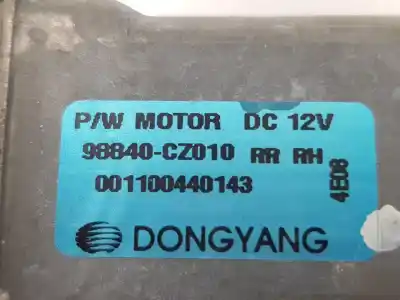 P/W MOTOR DC 12V
98840-CZ010 RR RH
001100440143
4E08
DONGYANG